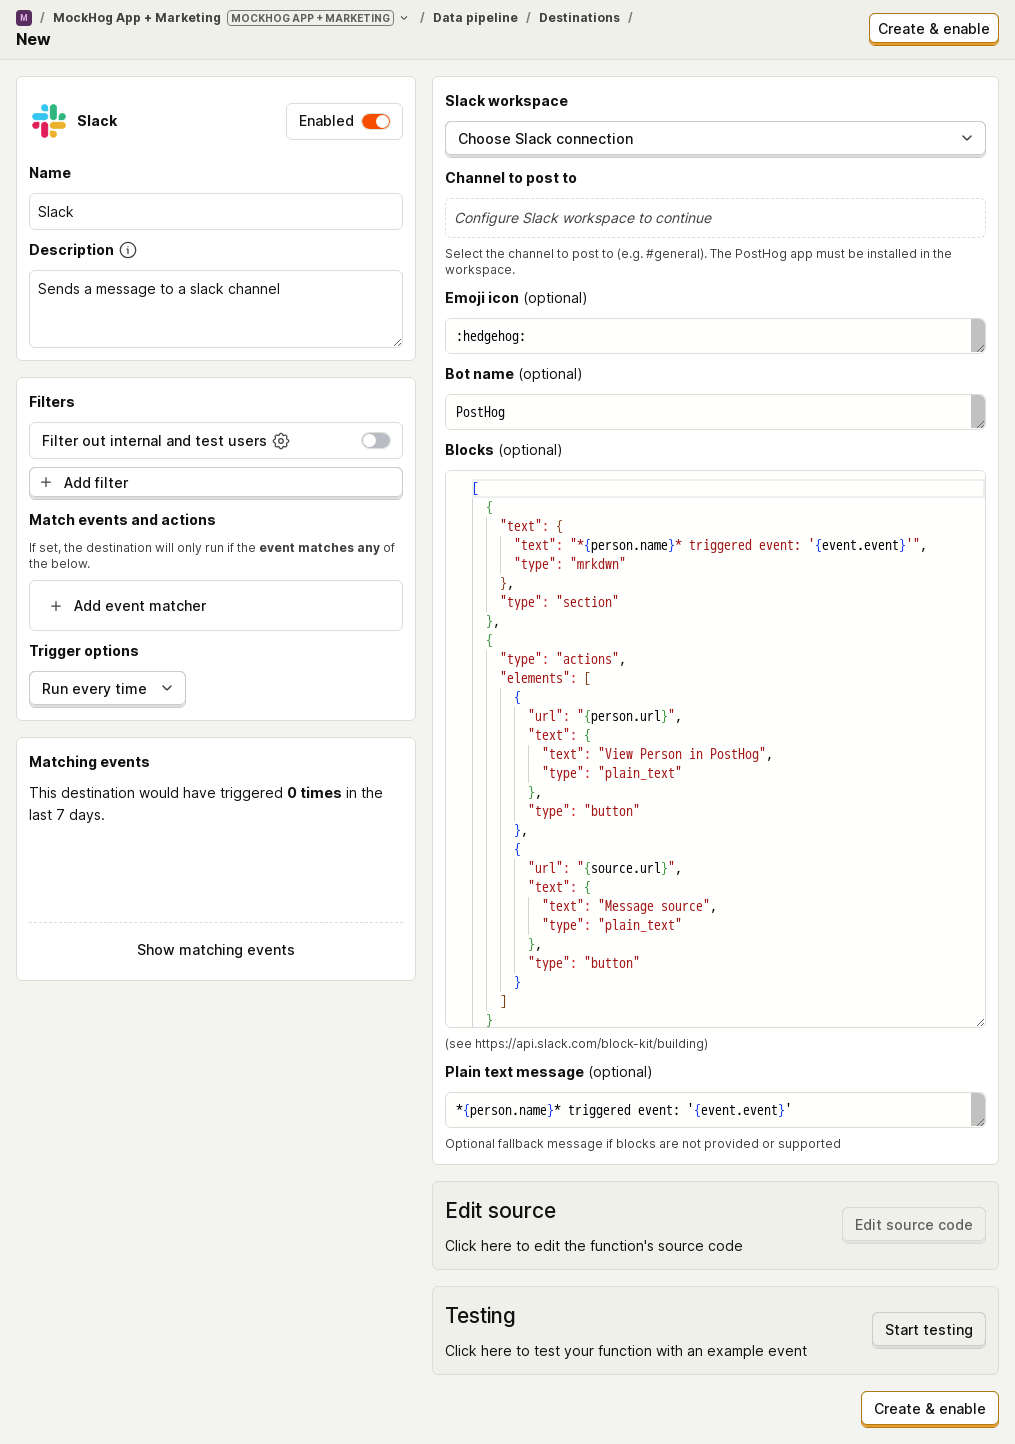 M / MockHog App + Marketing MOCKHOG APP + MARKETING / Data pipeline / Destinations /
New
Create & enable
Slack
Enabled
Name
Slack
Description
Sends a message to a slack channel
Filters
Filter out internal and test users
Add filter
Match events and actions
If set, the destination will only run if the event matches any of
the below.
Add event matcher
Trigger options
Run every time
Matching events
This destination would have triggered 0 times in the
last 7 days.
Show matching events
Slack workspace
Choose Slack connection
Channel to post to
Configure Slack workspace to continue
Select the channel to post to (e.g. #general). The PostHog app must be installed in the
workspace.
Emoji icon (optional)
:hedgehog:
Bot name (optional)
PostHog
Blocks (optional)
[
  {
    "text": {
      "text": "*{person.name}* triggered event: '{event.event}'",
      "type": "mrkdwn"
    },
    "type": "section"
  },
  {
    "type": "actions",
    "elements": [
      {
        "url": "{person.url}",
        "text": {
          "text": "View Person in PostHog",
          "type": "plain_text"
        },
        "type": "button"
      },
      {
        "url": "{source.url}",
        "text": {
          "text": "Message source",
          "type": "plain_text"
        },
        "type": "button"
      }
    ]
  }
(see https://api.slack.com/block-kit/building)
Plain text message (optional)
*{person.name}* triggered event: '{event.event}'
Optional fallback message if blocks are not provided or supported
Edit source
Click here to edit the function's source code
Edit source code
Testing
Click here to test your function with an example event
Start testing
Create & enable